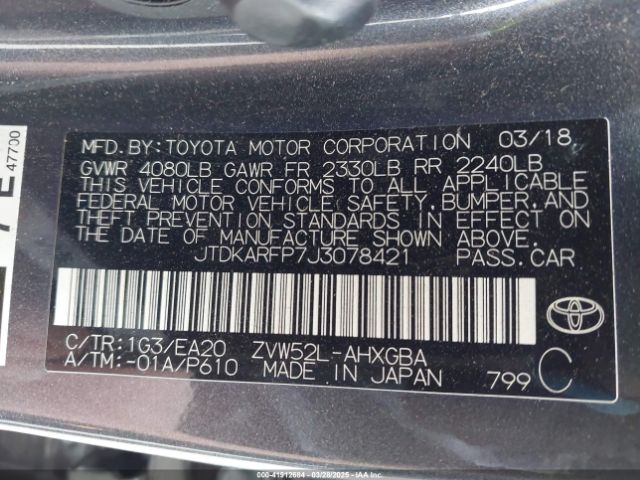 MFD.BY:TOYOTA MOTOR CORPORATION 03/18
GVWR 4080LB GAWR FR 2330LB RR 2240LB
THIS VEHICLE CONFORMS TO ALL APPLICABLE
FEDERAL MOTOR VEHICLE SAFETY,BUMPER,AND
THEFT PREVENTION STANDARDS IN EFFECT ON
THE DATE OF MANUFACTURE SHOWN ABOVE.
JTDKARFP7J3078421 PASS.CAR
C/TR:1G3/EA20 ZVW52L-AHXGBA
A/TM:-01A/P610 MADE IN JAPAN 799 C
47700
000-41912684 - 03/28/2025 - IAAI.COM